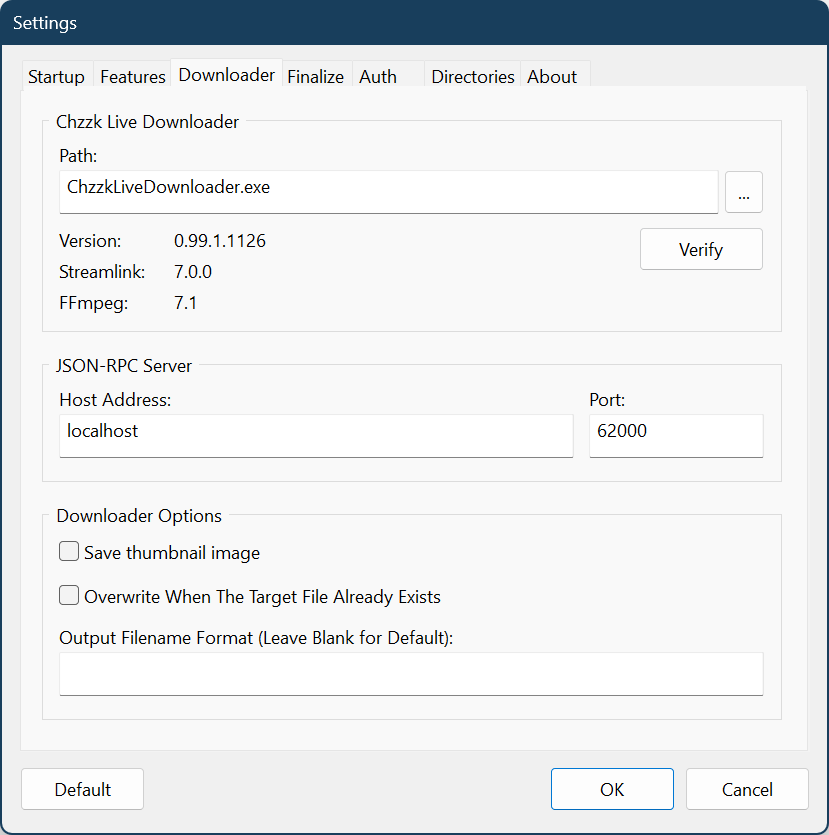 Settings
Startup Features Downloader Finalize Auth Directories About
Chzzk Live Downloader
Path:
ChzzkLiveDownloader.exe
...
Version: 0.99.1.1126
Verify
Streamlink: 7.0.0
FFmpeg: 7.1
JSON-RPC Server
Host Address: Port:
localhost 62000
Downloader Options
Save thumbnail image
Overwrite When The Target File Already Exists
Output Filename Format (Leave Blank for Default):
Default OK Cancel